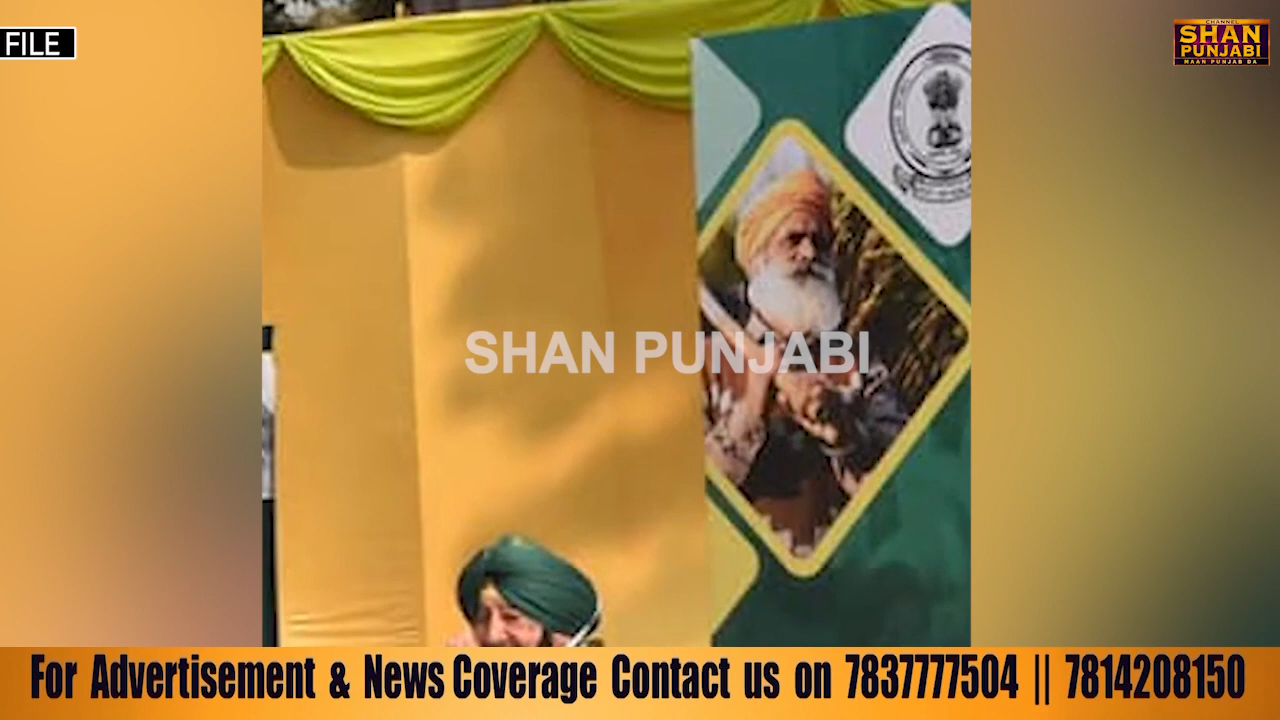 FILE
CHANNEL
SHAN
PUNJABI
MAAN PUNJAB DA
SHAN PUNJABI
For Advertisement & News Coverage Contact us on 7837777504 || 7814208150